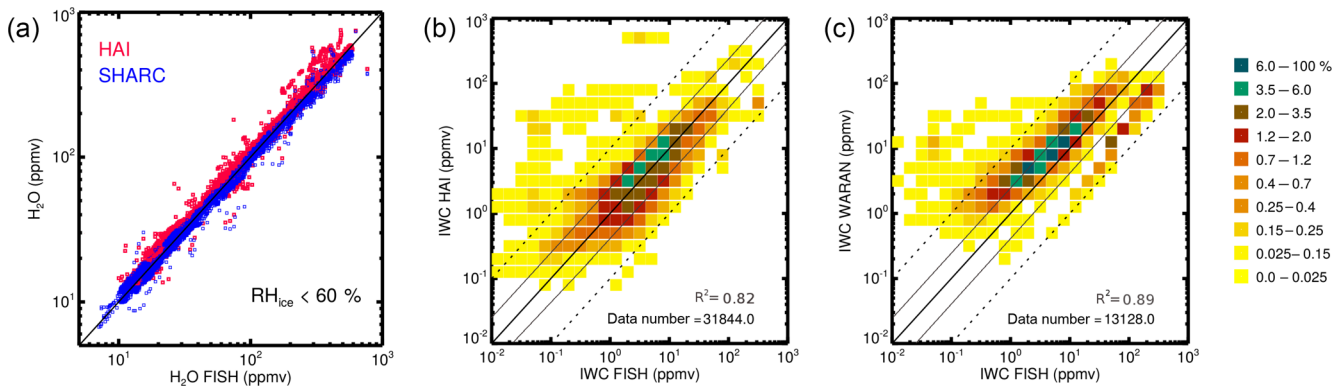 (a)
HAI
SHARC
RH_ice < 60 %
10^3
10^2
10^1
H2O (ppmv)
10^1
10^2
10^3
H2O FISH (ppmv)
(b)
10^3
10^2
10^1
10^0
10^-1
10^-2
IWC HAI (ppmv)
R^2= 0.82
Data number =31844.0
10^-2
10^-1
10^0
10^1
10^2
10^3
IWC FISH (ppmv)
(c)
10^3
10^2
10^1
10^0
10^-1
10^-2
IWC WARAN (ppmv)
R^2= 0.89
Data number =13128.0
10^-2
10^-1
10^0
10^1
10^2
10^3
IWC FISH (ppmv)
6.0 – 100 %
3.5 – 6.0
2.0 – 3.5
1.2 – 2.0
0.7 – 1.2
0.4 – 0.7
0.25 – 0.4
0.15 – 0.25
0.025 – 0.15
0.0 – 0.025